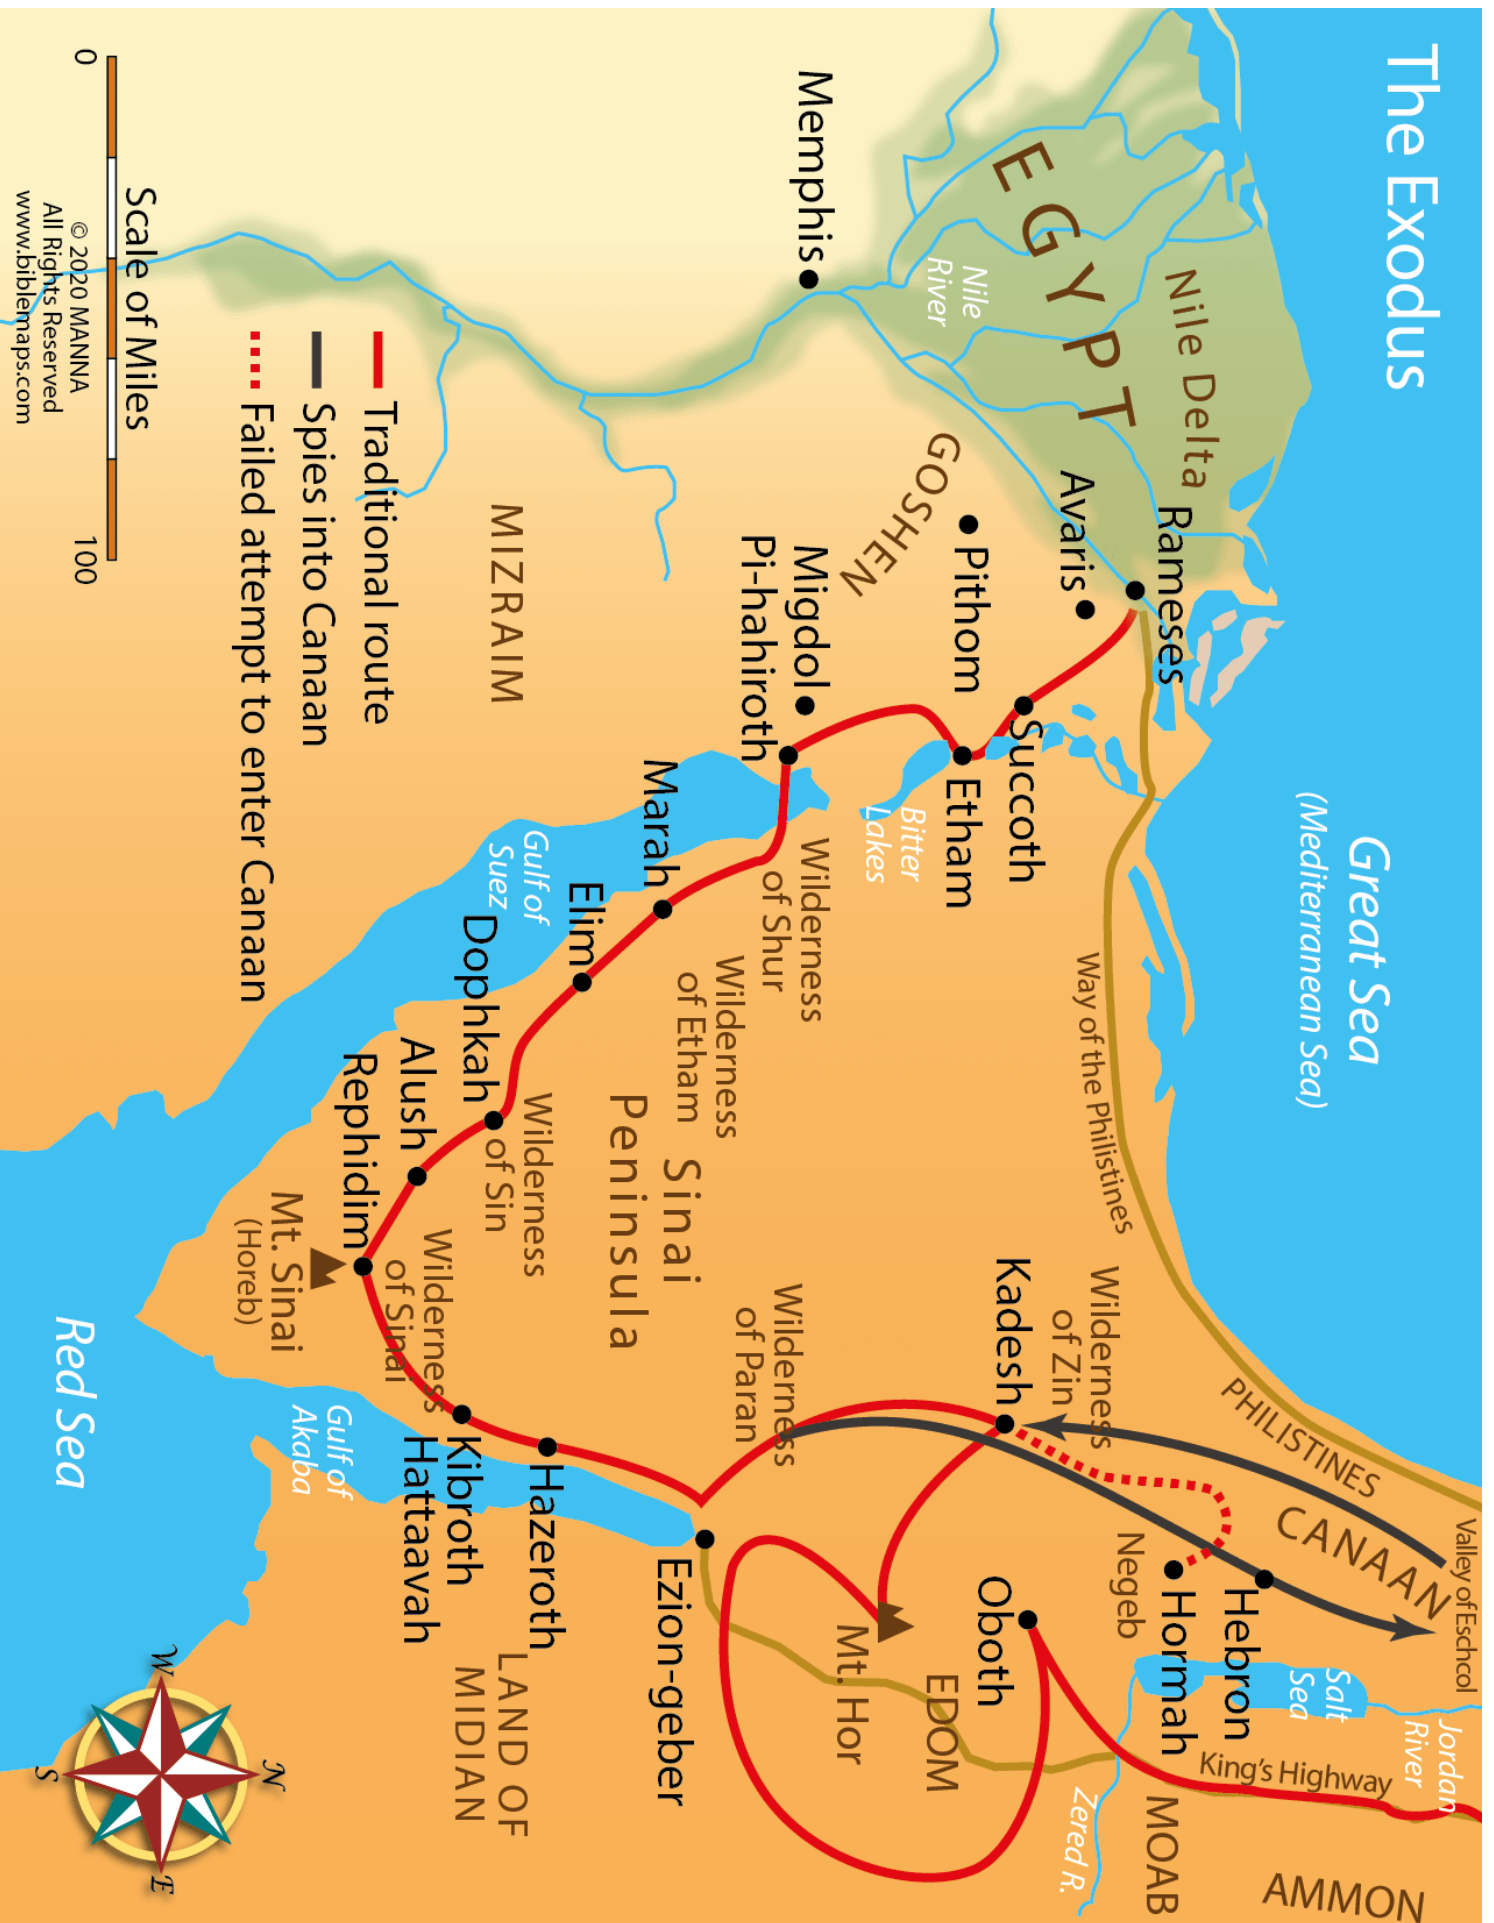 The Exodus
Great Sea
(Mediterranean Sea)
Nile Delta
EGYPT
Nile
River
Memphis
GOSHEN
Rameses
Avaris
Pithom
Succoth
Etham
Migdol
Pi-hahiroth
Bitter
Lakes
MIZRAIM
Marah
Elim
Dophkah
Alush
Rephidim
Gulf of
Suez
Wilderness
of Shur
Wilderness
of Etham
Wilderness
of Sin
Sinai
Peninsula
Mt. Sinai
(Horeb)
Wilderness
of Sinai
Way of the Philistines
Wilderness
of Zin
Kadesh
Wilderness
of Paran
Kibroth
Hattaavah
Hazeroth
Ezion-geber
Gulf of
Akaba
Red Sea
PHILISTINES
CANAAN
Valley of Eschcol
Hebron
Hormah
Negeb
Oboth
Mt. Hor
EDOM
LAND OF
MIDIAN
Salt
Sea
Jordan
River
King's Highway
Zered R.
MOAB
AMMON
Traditional route
Spies into Canaan
Failed attempt to enter Canaan
Scale of Miles
0
100
© 2020 MANNA
All Rights Reserved
www.biblemaps.com
N
W
E
S